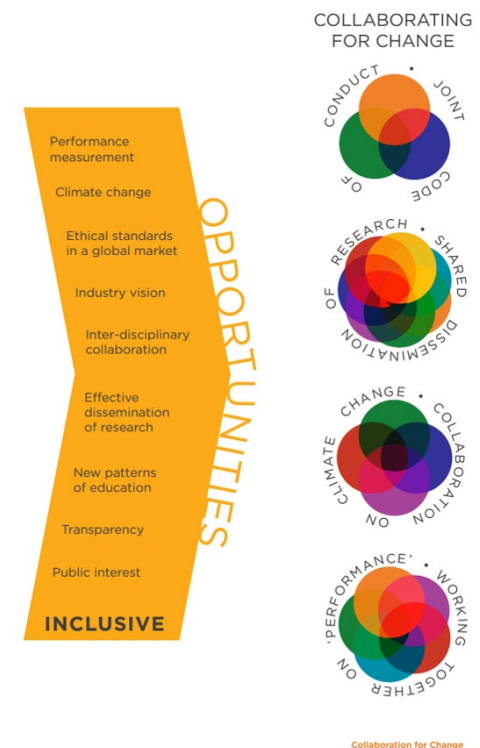 COLLABORATING
FOR CHANGE
JOINT CODE OF CONDUCT •
Performance
measurement
Climate change
Ethical standards
in a global market
Industry vision
Inter-disciplinary
collaboration
Effective
dissemination
of research
New patterns
of education
Transparency
Public interest
INCLUSIVE
OPPORTUNITIES
SHARED DISSEMINATION OF RESEARCH •
COLLABORATION ON CLIMATE CHANGE •
WORKING TOGETHER ON 'PERFORMANCE' •
Collaboration for Change